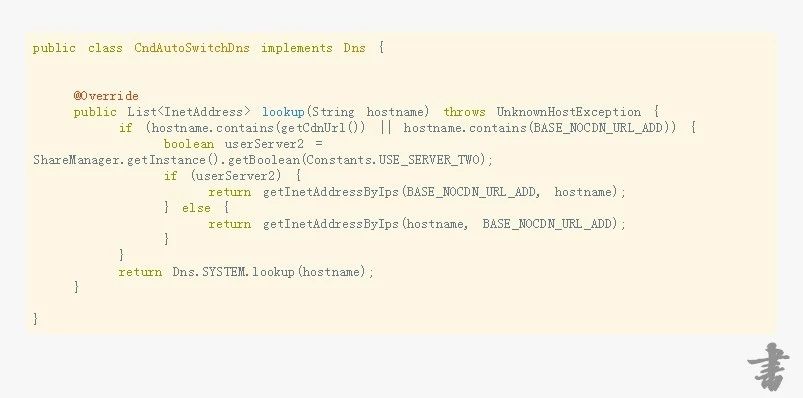 public class CndAutoSwitchDns implements Dns {
@Override
public List<InetAddress> lookup(String hostname) throws UnknownHostException {
if (hostname.contains(getCdnUrl()) || hostname.contains(BASE_NOCDN_URL_ADD)) {
boolean userServer2 =
ShareManager.getInstance().getBoolean(Constants.USE_SERVER_TWO);
if (userServer2) {
return getInetAddressByIps(BASE_NOCDN_URL_ADD, hostname);
} else {
return getInetAddressByIps(hostname, BASE_NOCDN_URL_ADD);
}
}
return Dns.SYSTEM.lookup(hostname);
}
}
書